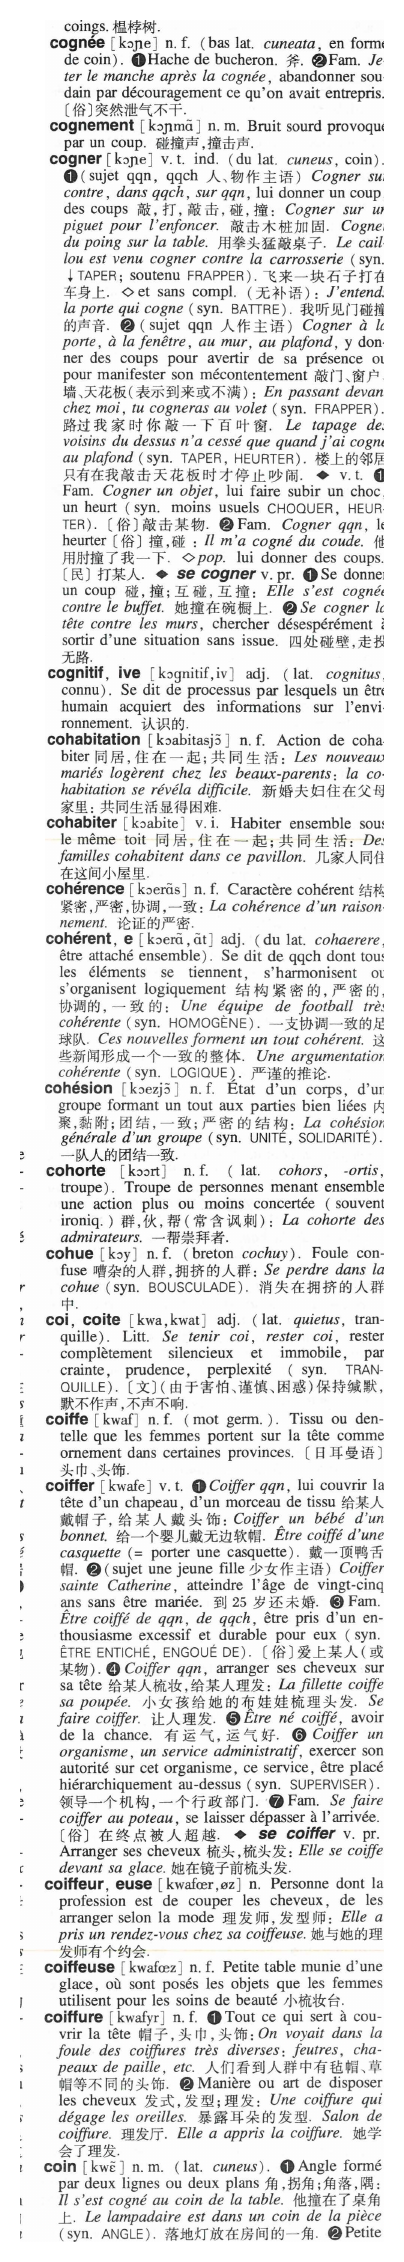 coings. 榅桲树.
cognée [kɔɲe] n. f. (bas lat. cuneata, en forme
de coin). ❶Hache de bucheron. 斧. ❷Fam. Je-
ter le manche après la cognée, abandonner sou-
dain par découragement ce qu'on avait entrepris.
〔俗〕突然泄气不干.
cognement [kɔɲmɑ̃] n. m. Bruit sourd provoqué
par un coup. 碰撞声,撞击声.
cogner [kɔɲe] v. t. ind. (du lat. cuneus, coin).
❶(sujet qqn, qqch 人、物作主语) Cogner sur,
contre, dans qqch, sur qqn, lui donner un coup,
des coups 敲,打,敲击,碰,撞: Cogner sur un
piguet pour l'enfoncer. 敲击木桩加固. Cogner
du poing sur la table. 用拳头猛敲桌子. Le cail-
lou est venu cogner contre la carrosserie (syn.
↓TAPER; soutenu FRAPPER). 飞来一块石子打在
车身上. ◇et sans compl. (无补语): J'entends
la porte qui cogne (syn. BATTRE). 我听见门碰撞
的声音. ❷(sujet qqn 人作主语) Cogner à la
porte, à la fenêtre, au mur, au plafond, y don-
ner des coups pour avertir de sa présence ou
pour manifester son mécontentement 敲门、窗户、
墙、天花板(表示到来或不满): En passant devant
chez moi, tu cogneras au volet (syn. FRAPPER).
路过我家时你敲一下百叶窗. Le tapage des
voisins du dessus n'a cessé que quand j'ai cogné
au plafond (syn. TAPER, HEURTER). 楼上的邻居
只有在我敲击天花板时才停止吵闹. ◆ v. t. ❶
Fam. Cogner un objet, lui faire subir un choc,
un heurt (syn. moins usuels CHOQUER, HEUR-
TER). 〔俗〕敲击某物. ❷Fam. Cogner qqn, le
heurter〔俗〕撞,碰: Il m'a cogné du coude. 他
用肘撞了我一下. ◇pop. lui donner des coups.
〔民〕打某人. ◆ se cogner v. pr. ❶Se donner
un coup 碰,撞;互碰,互撞: Elle s'est cognée
contre le buffet. 她撞在碗橱上. ❷Se cogner la
tête contre les murs, chercher désespérément à
sortir d'une situation sans issue. 四处碰壁,走投
无路.
cognitif, ive [kɔgnitif,iv] adj. (lat. cognitus,
connu). Se dit de processus par lesquels un être
humain acquiert des informations sur l'envi-
ronnement. 认识的.
cohabitation [kɔabitasjɔ̃] n. f. Action de coha-
biter 同居,住在一起;共同生活: Les nouveaux
mariés logèrent chez les beaux-parents: la co-
habitation se révéla difficile. 新婚夫妇住在父母
家里: 共同生活显得困难.
cohabiter [kɔabite] v. i. Habiter ensemble sous
le même toit 同居,住在一起;共同生活: Des
familles cohabitent dans ce pavillon. 几家人同住
在这间小屋里.
cohérence [kɔerɑ̃s] n. f. Caractère cohérent 结构
紧密,严密,协调,一致: La cohérence d'un raison-
nement. 论证的严密.
cohérent, e [kɔerɑ̃,ɑ̃t] adj. (du lat. cohaerere,
être attaché ensemble). Se dit de qqch dont tous
les éléments se tiennent, s'harmonisent ou
s'organisent logiquement 结构紧密的,严密的,
协调的,一致的: Une équipe de football très
cohérente (syn. HOMOGÈNE). 一支协调一致的足
球队. Ces nouvelles forment un tout cohérent. 这
些新闻形成一个一致的整体. Une argumentation
cohérente (syn. LOGIQUE). 严谨的推论.
cohésion [kɔezjɔ̃] n. f. État d'un corps, d'un
groupe formant un tout aux parties bien liées 内
聚,黏附;团结,一致;严密的结构: La cohésion
générale d'un groupe (syn. UNITÉ, SOLIDARITÉ).
一队人的团结一致.
cohorte [kɔɔrt] n. f. (lat. cohors, -ortis,
troupe). Troupe de personnes menant ensemble
une action plus ou moins concertée (souvent
ironiq.) 群,伙,帮(常含讽刺): La cohorte des
admirateurs. 一帮崇拜者.
cohue [kɔy] n. f. (breton cochuy). Foule con-
fuse 嘈杂的人群,拥挤的人群: Se perdre dans la
cohue (syn. BOUSCULADE). 消失在拥挤的人群
中.
coi, coite [kwa,kwat] adj. (lat. quietus, tran-
quille). Litt. Se tenir coi, rester coi, rester
complètement silencieux et immobile, par
crainte, prudence, perplexité (syn. TRAN-
QUILLE). 〔文〕(由于害怕、谨慎、困惑)保持缄默,
默不作声,不声不响.
coiffe [kwaf] n. f. (mot germ.). Tissu ou den-
telle que les femmes portent sur la tête comme
ornement dans certaines provinces. 〔日耳曼语〕
头巾、头饰.
coiffer [kwafe] v. t. ❶Coiffer qqn, lui couvrir la
tête d'un chapeau, d'un morceau de tissu 给某人
戴帽子,给某人戴头饰: Coiffer un bébé d'un
bonnet. 给一个婴儿戴无边软帽. Être coiffé d'une
casquette (= porter une casquette). 戴一顶鸭舌
帽. ❷(sujet une jeune fille 少女作主语) Coiffer
sainte Catherine, atteindre l'âge de vingt-cinq
ans sans être mariée. 到 25 岁还未婚. ❸Fam.
Être coiffé de qqn, de qqch, être pris d'un en-
thousiasme excessif et durable pour eux (syn.
ÊTRE ENTICHÉ, ENGOUÉ DE). 〔俗〕爱上某人(或
某物). ❹Coiffer qqn, arranger ses cheveux sur
sa tête 给某人梳妆,给某人理发: La fillette coiffe
sa poupée. 小女孩给她的布娃娃梳理头发. Se
faire coiffer. 让人理发. ❺Être né coiffé, avoir
de la chance. 有运气,运气好. ❻Coiffer un
organisme, un service administratif, exercer son
autorité sur cet organisme, ce service, être placé
hiérarchiquement au-dessus (syn. SUPERVISER).
领导一个机构,一个行政部门. ❼Fam. Se faire
coiffer au poteau, se laisser dépasser à l'arrivée.
〔俗〕在终点被人超越. ◆ se coiffer v. pr.
Arranger ses cheveux 梳头,梳头发: Elle se coiffe
devant sa glace. 她在镜子前梳头发.
coiffeur, euse [kwafœr,øz] n. Personne dont la
profession est de couper les cheveux, de les
arranger selon la mode 理发师,发型师: Elle a
pris un rendez-vous chez sa coiffeuse. 她与她的理
发师有个约会.
coiffeuse [kwafœz] n. f. Petite table munie d'une
glace, où sont posés les objets que les femmes
utilisent pour les soins de beauté 小梳妆台.
coiffure [kwafyr] n. f. ❶Tout ce qui sert à cou-
vrir la tête 帽子,头巾,头饰: On voyait dans la
foule des coiffures très diverses: feutres, cha-
peaux de paille, etc. 人们看到人群中有毡帽、草
帽等不同的头饰. ❷Manière ou art de disposer
les cheveux 发式,发型;理发: Une coiffure qui
dégage les oreilles. 暴露耳朵的发型. Salon de
coiffure. 理发厅. Elle a appris la coiffure. 她学
会了理发.
coin [kwɛ̃] n. m. (lat. cuneus). ❶Angle formé
par deux lignes ou deux plans 角,拐角;角落,隅:
Il s'est cogné au coin de la table. 他撞在了桌角
上. Le lampadaire est dans un coin de la pièce
(syn. ANGLE). 落地灯放在房间的一角. ❷Petite